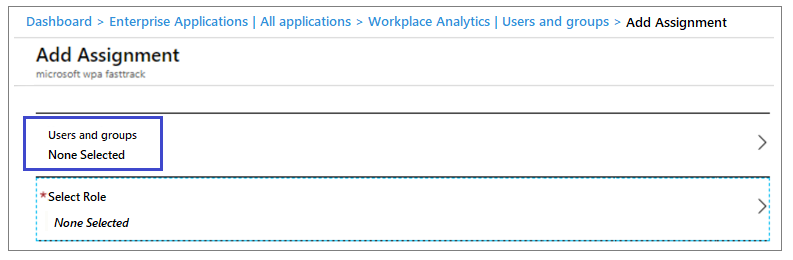 Dashboard > Enterprise Applications | All applications > Workplace Analytics | Users and groups > Add Assignment
Add Assignment
microsoft wpa fasttrack
Users and groups
None Selected
*Select Role
None Selected